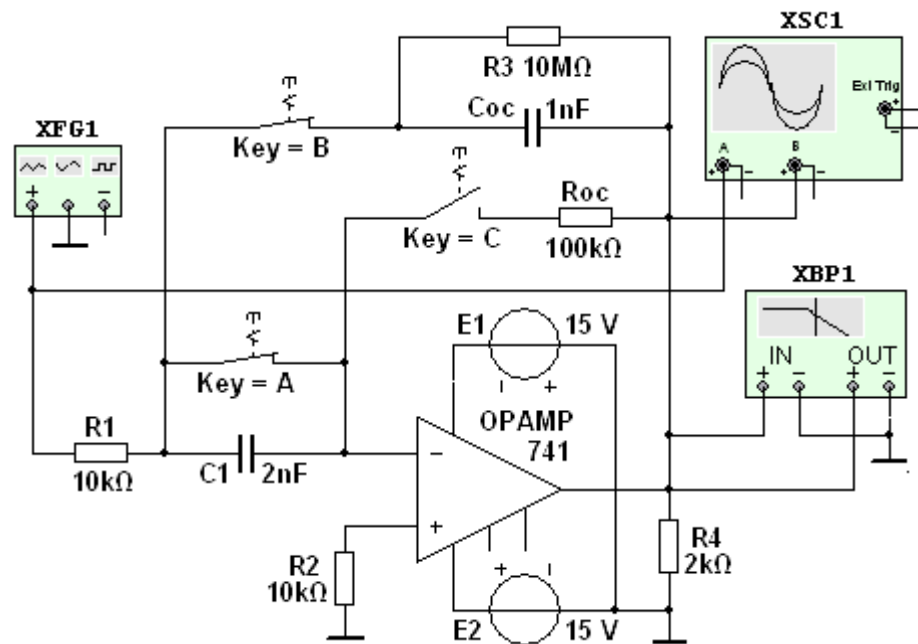 XSC1
Ext Trig
+
−
A
B
+ −
+ −
R3 10MΩ
Coc 1nF
XFG1
+ −
Key = B
Roc
100kΩ
Key = C
XBP1
IN OUT
+ − + −
E1 15 V
− +
Key = A
OPAMP
741
R1
10kΩ
C1 2nF
−
+
R2
10kΩ
R4
2kΩ
+ −
E2 15 V